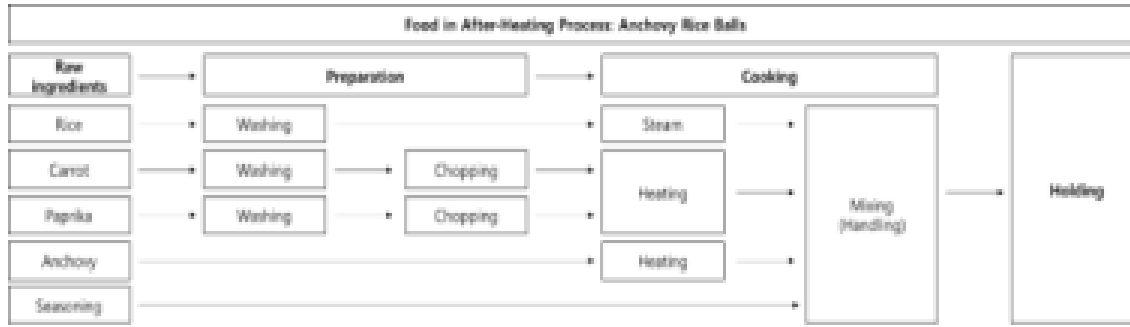 Food in After-Heating Process: Anchovy Rice Balls
Raw
ingredients
Preparation
Cooking
Holding
Rice
Washing
Steam
Carrot
Washing
Chopping
Heating
Paprika
Washing
Chopping
Mixing
(Handling)
Anchovy
Heating
Seasoning